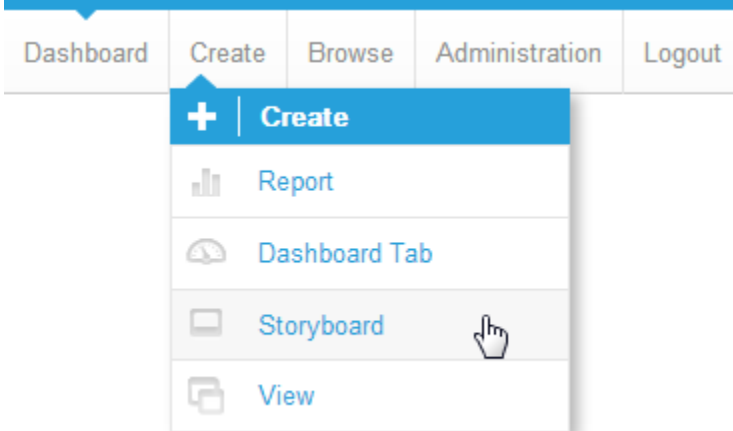 Dashboard Create Browse Administration Logout
Create
Report
Dashboard Tab
Storyboard
View